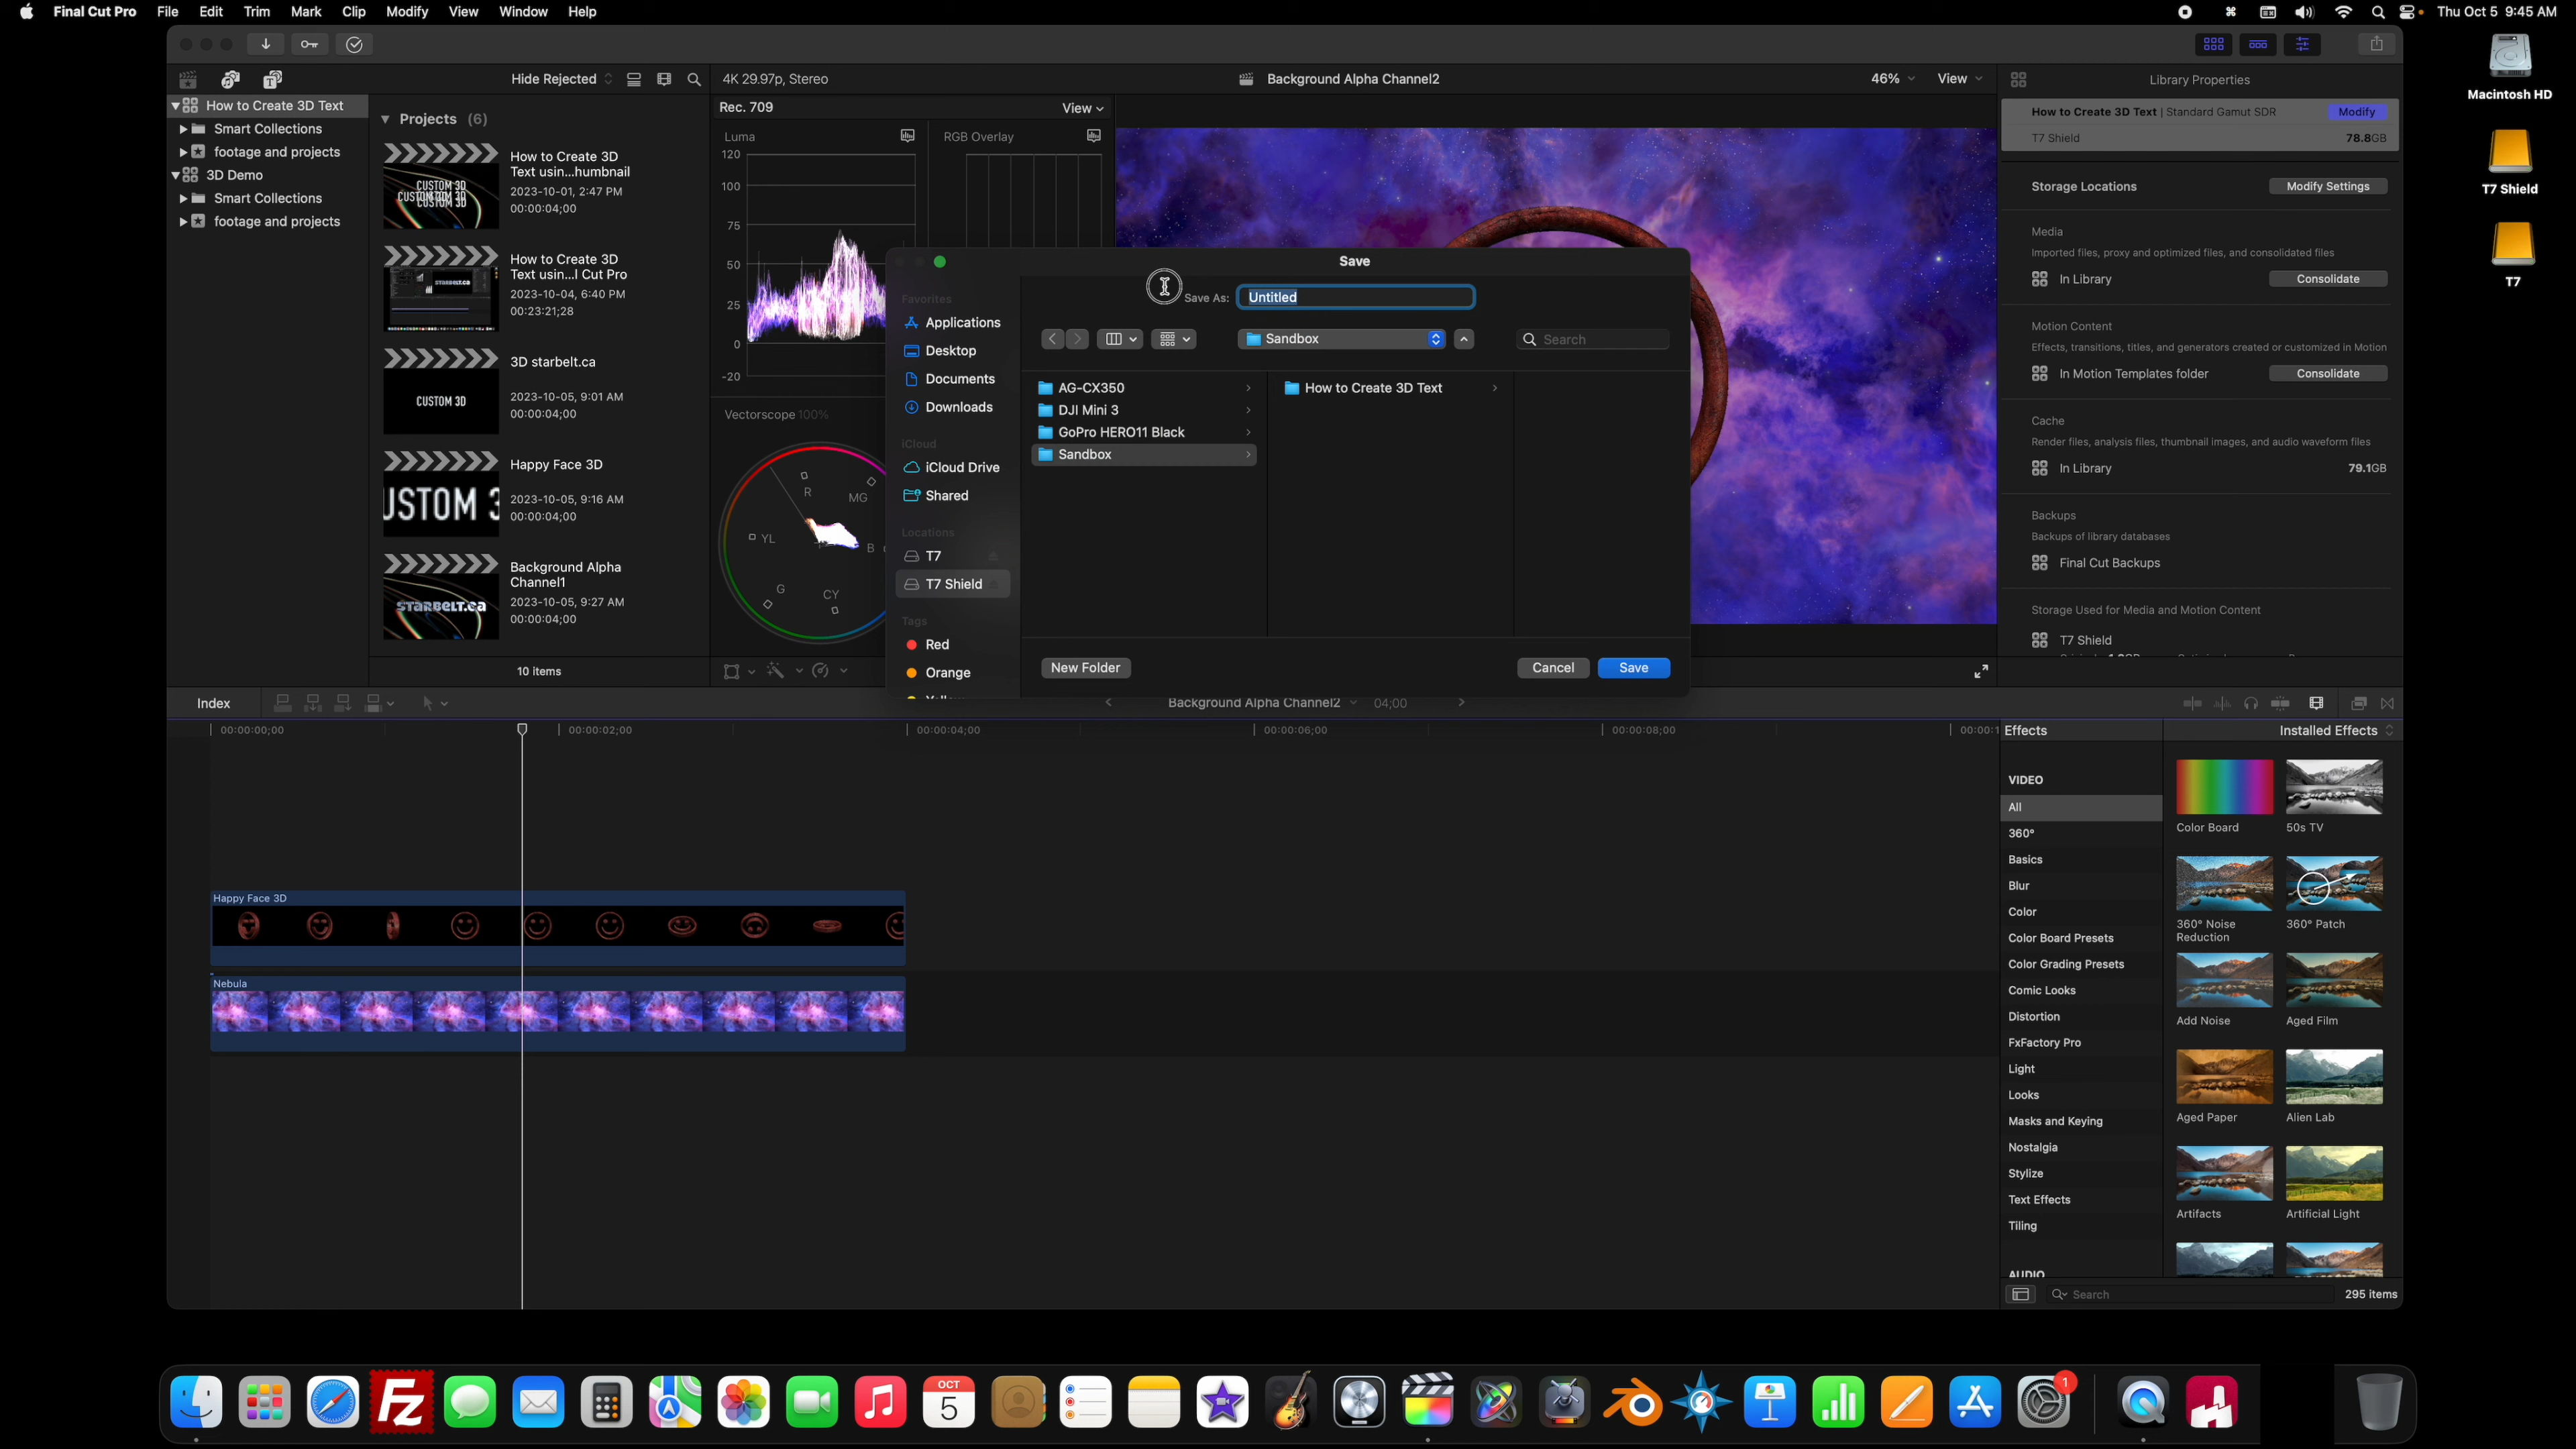 Final Cut Pro File Edit Trim Mark Clip Modify View Window Help
Thu Oct 5 9:45 AM
Hide Rejected
4K 29.97p, Stereo
Background Alpha Channel2
46%
View
Library Properties
How to Create 3D Text
Smart Collections
footage and projects
3D Demo
Smart Collections
footage and projects
Projects (6)
How to Create 3D
Text usin...humbnail
2023-10-01, 2:47 PM
00:00:04;00
How to Create 3D
Text usin...l Cut Pro
2023-10-04, 6:40 PM
00:23:21;28
3D starbelt.ca
2023-10-05, 9:01 AM
00:00:04;00
CUSTOM 3D
Happy Face 3D
2023-10-05, 9:16 AM
00:00:04;00
Background Alpha
Channel1
2023-10-05, 9:27 AM
00:00:04;00
STARBELT.ca
10 items
Rec. 709
View
Luma
RGB Overlay
120
100
75
50
25
0
-20
Vectorscope 100%
R
MG
YL
B
G
CY
Save
Save As: Untitled
Sandbox
Search
Favorites
Applications
Desktop
Documents
Downloads
iCloud
iCloud Drive
Shared
Locations
T7
T7 Shield
Tags
Red
Orange
AG-CX350
DJI Mini 3
GoPro HERO11 Black
Sandbox
How to Create 3D Text
New Folder
Cancel
Save
How to Create 3D Text | Standard Gamut SDR
Modify
T7 Shield
78.8GB
Storage Locations
Modify Settings
Media
Imported files, proxy and optimized files, and consolidated files
In Library
Consolidate
Motion Content
Effects, transitions, titles, and generators created or customized in Motion
In Motion Templates folder
Consolidate
Cache
Render files, analysis files, thumbnail images, and audio waveform files
In Library
79.1GB
Backups
Backups of library databases
Final Cut Backups
Storage Used for Media and Motion Content
T7 Shield
Macintosh HD
T7 Shield
T7
Index
Background Alpha Channel2
04;00
00:00:00;00
00:00:02;00
00:00:04;00
00:00:06;00
00:00:08;00
00:00:1
Happy Face 3D
Nebula
Effects
Installed Effects
VIDEO
All
360°
Basics
Blur
Color
Color Board Presets
Color Grading Presets
Comic Looks
Distortion
FxFactory Pro
Light
Looks
Masks and Keying
Nostalgia
Stylize
Text Effects
Tiling
AUDIO
Color Board
50s TV
360° Noise
Reduction
360° Patch
Add Noise
Aged Film
Aged Paper
Alien Lab
Artifacts
Artificial Light
Search
295 items
Fz
OCT
5
1